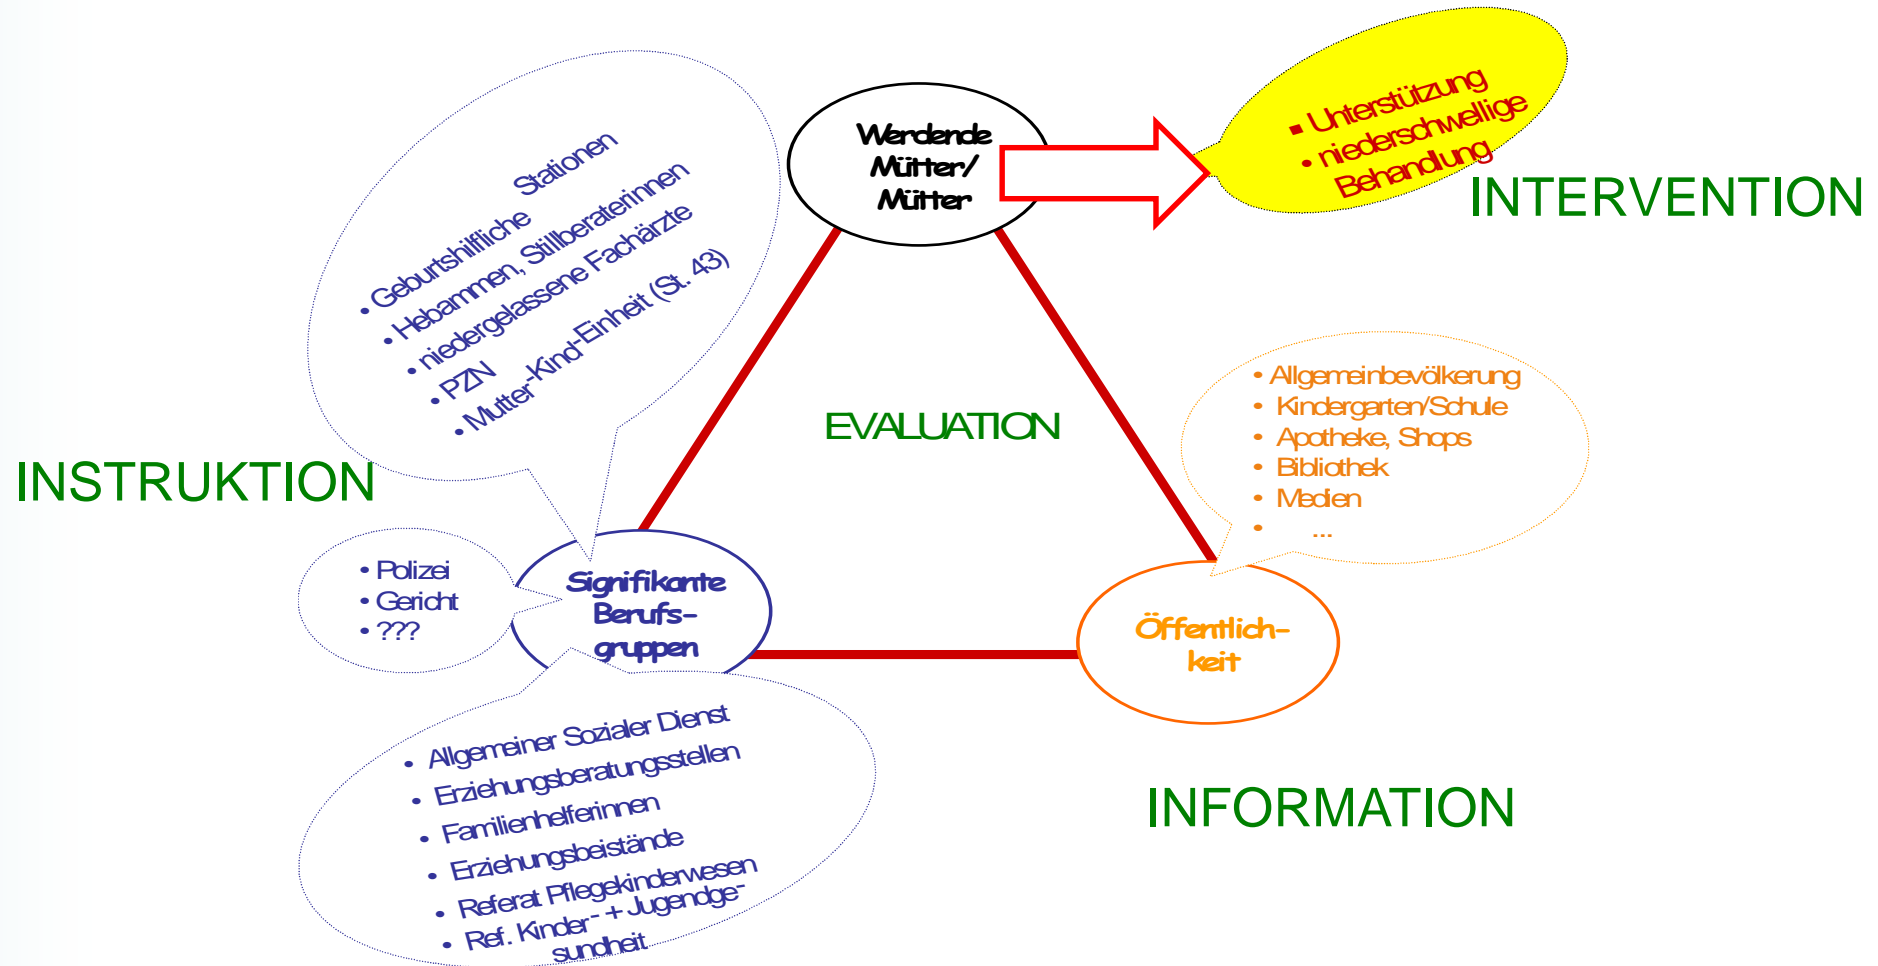 Werdende
Mütter/
Mütter
▪ Unterstützung
• niederschwellige
Behandlung
INTERVENTION
Stationen
• Geburtshilfliche
• Hebammen, Stillberaterinnen
• niedergelassene Fachärzte
• PZN
• Mutter-Kind-Einheit (St. 43)
EVALUATION
• Allgemeinbevölkerung
• Kindergarten/Schule
• Apotheke, Shops
• Bibliothek
• Medien
• ...
INSTRUKTION
• Polizei
• Gericht
• ???
Signifikante
Berufs-
gruppen
Öffentlich-
keit
• Allgemeiner Sozialer Dienst
• Erziehungsberatungsstellen
• Familienhelferinnen
• Erziehungsbeistände
• Referat Pflegekinderwesen
• Ref. Kinder- + Jugendge-
sundheit
INFORMATION